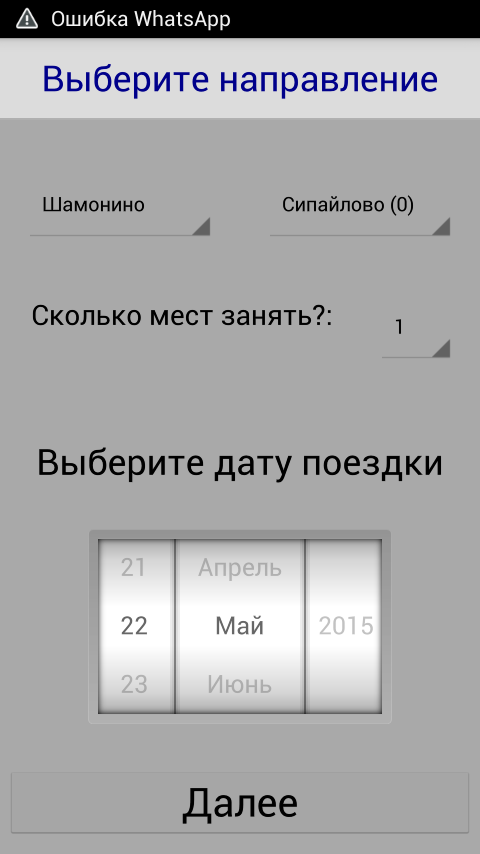 Ошибка WhatsApp
Выберите направление
Шамонино
Сипайлово (0)
Сколько мест занять?:
1
Выберите дату поездки
21 Апрель
22 Май 2015
23 Июнь
Далее